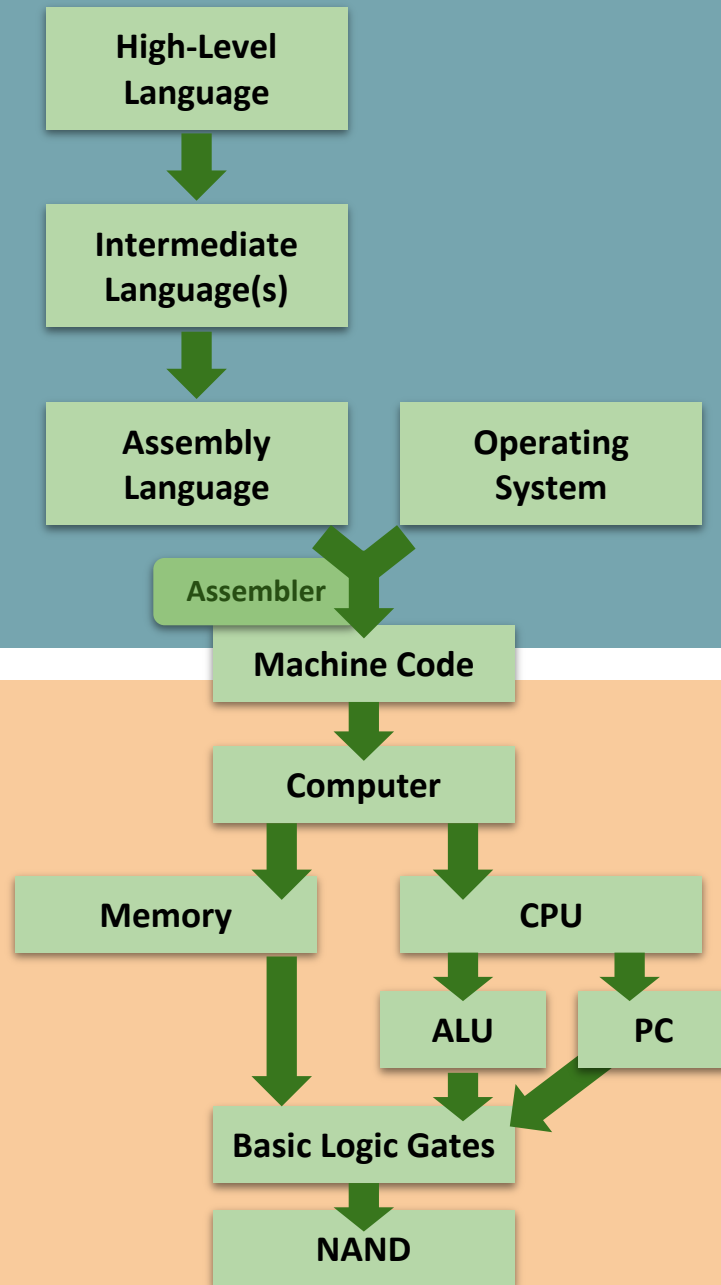 High-Level
Language
Intermediate
Language(s)
Assembly
Language
Operating
System
Assembler
Machine Code
Computer
Memory
CPU
ALU
PC
Basic Logic Gates
NAND